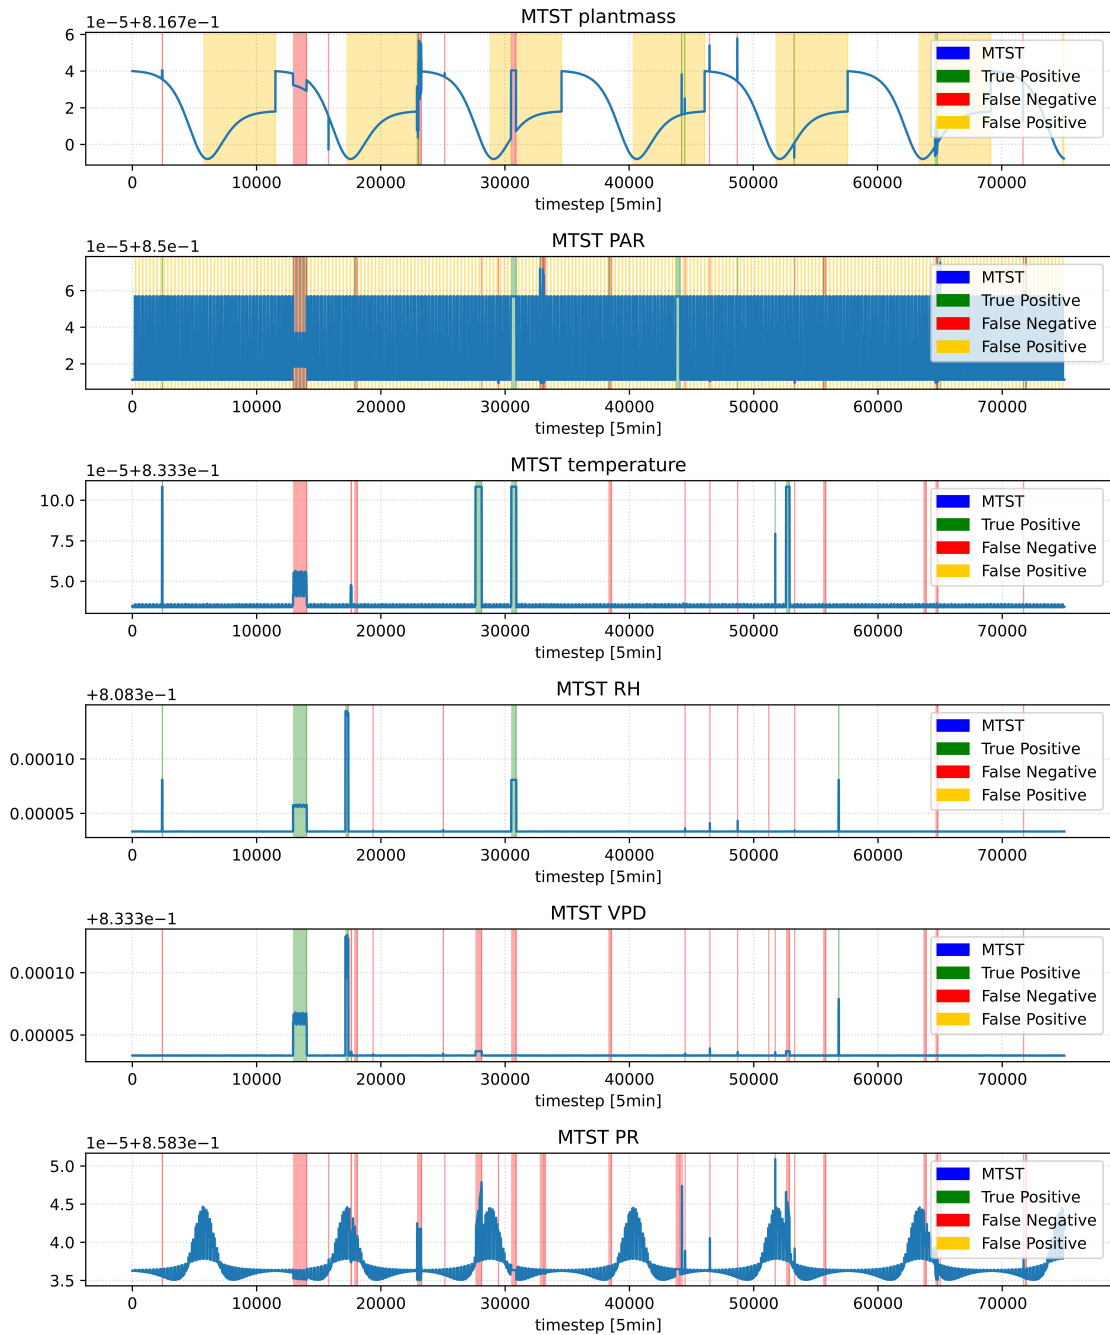 MTST plantmass
1e−5+8.167e−1
6
4
2
0
MTST
True Positive
False Negative
False Positive
0 10000 20000 30000 40000 50000 60000 70000
timestep [5min]
MTST PAR
1e−5+8.5e−1
6
4
2
MTST
True Positive
False Negative
False Positive
0 10000 20000 30000 40000 50000 60000 70000
timestep [5min]
MTST temperature
1e−5+8.333e−1
10.0
7.5
5.0
MTST
True Positive
False Negative
False Positive
0 10000 20000 30000 40000 50000 60000 70000
timestep [5min]
MTST RH
+8.083e−1
0.00010
0.00005
MTST
True Positive
False Negative
False Positive
0 10000 20000 30000 40000 50000 60000 70000
timestep [5min]
MTST VPD
+8.333e−1
0.00010
0.00005
MTST
True Positive
False Negative
False Positive
0 10000 20000 30000 40000 50000 60000 70000
timestep [5min]
MTST PR
1e−5+8.583e−1
5.0
4.5
4.0
3.5
MTST
True Positive
False Negative
False Positive
0 10000 20000 30000 40000 50000 60000 70000
timestep [5min]